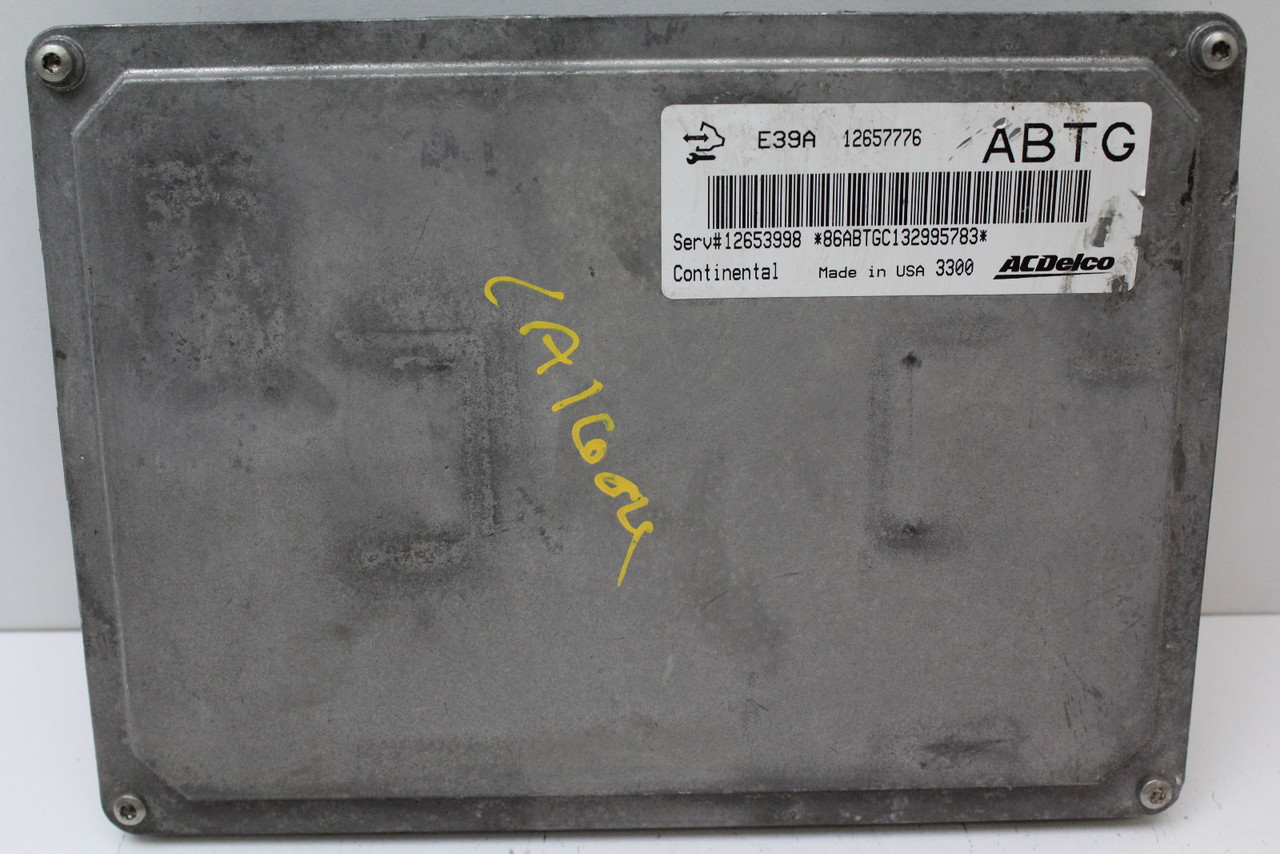 E39A 12657776 ABTG
Serv#12653998 *86ABTGC132995783*
Continental Made in USA 3300 ACDelco